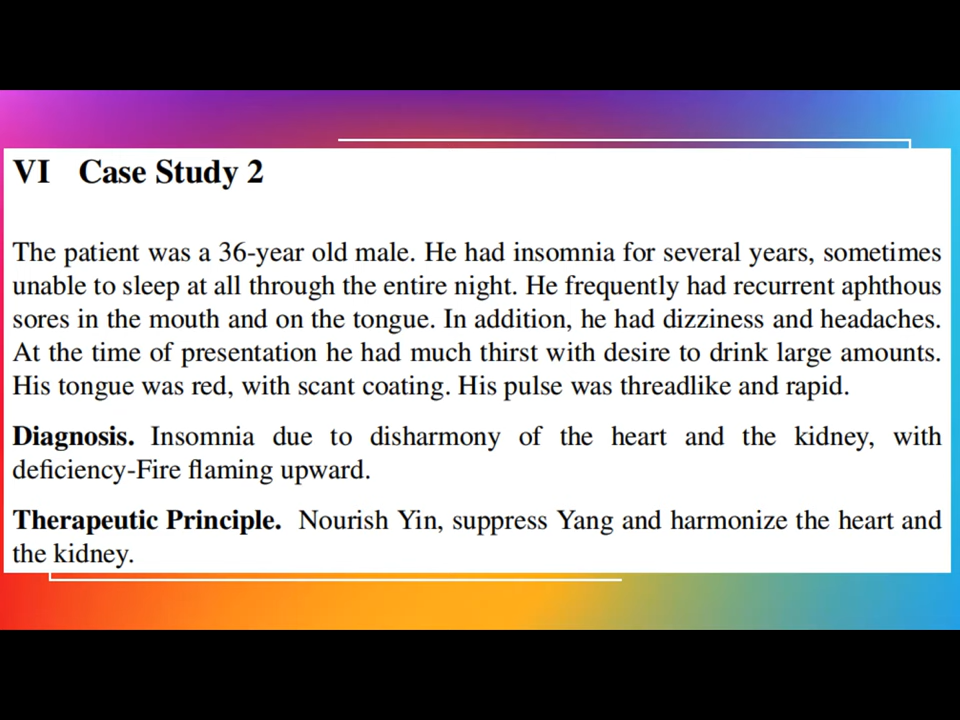 VI Case Study 2
The patient was a 36-year old male. He had insomnia for several years, sometimes
unable to sleep at all through the entire night. He frequently had recurrent aphthous
sores in the mouth and on the tongue. In addition, he had dizziness and headaches.
At the time of presentation he had much thirst with desire to drink large amounts.
His tongue was red, with scant coating. His pulse was threadlike and rapid.
Diagnosis. Insomnia due to disharmony of the heart and the kidney, with
deficiency-Fire flaming upward.
Therapeutic Principle. Nourish Yin, suppress Yang and harmonize the heart and
the kidney.